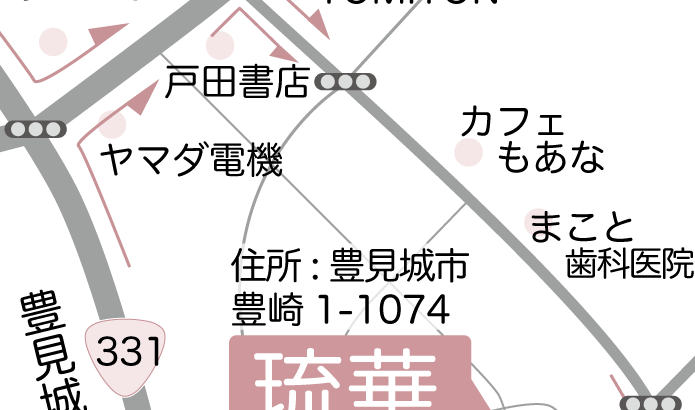 戸田書店
カフェ
もあな
ヤマダ電機
まこと
歯科医院
住所 : 豊見城市
豊崎 1-1074
豊見城
331
琉華